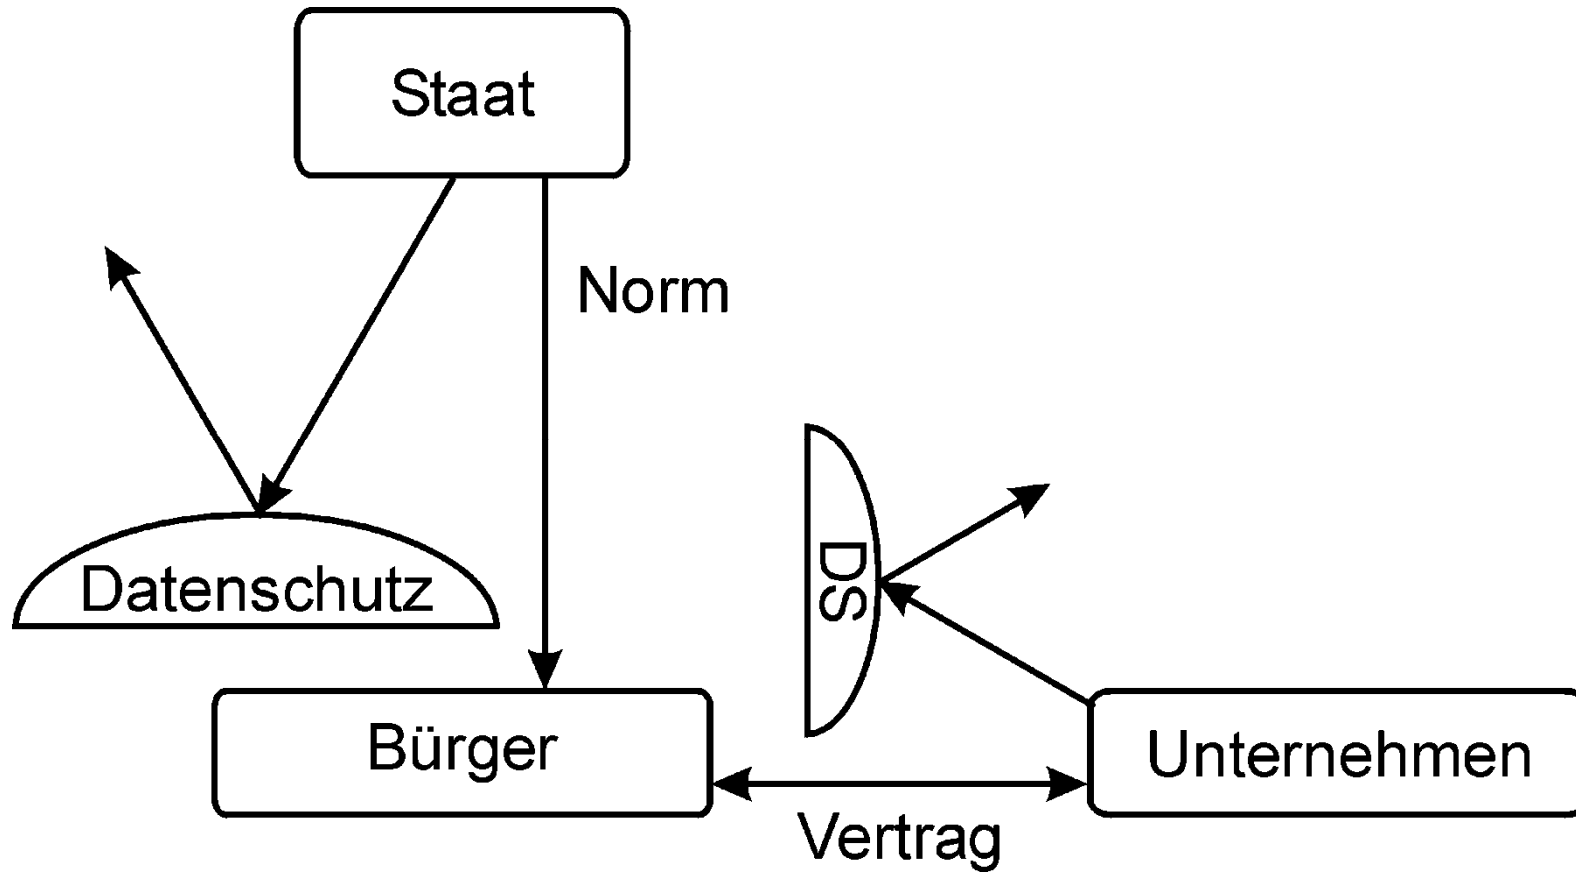 Staat
Norm
Datenschutz
DS
Bürger
Unternehmen
Vertrag